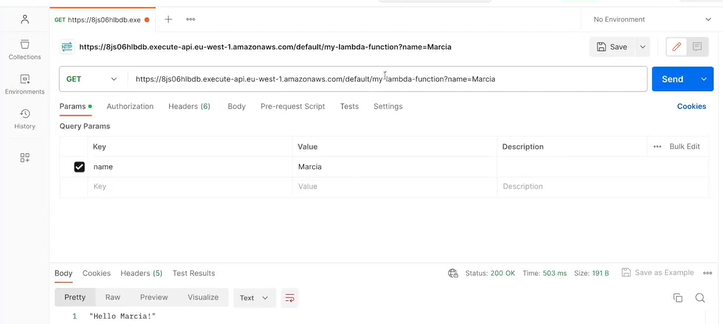 GET https://8js06hlbdb.exe
No Environment
https://8js06hlbdb.execute-api.eu-west-1.amazonaws.com/default/my-lambda-function?name=Marcia
Save
Collections
GET
https://8js06hlbdb.execute-api.eu-west-1.amazonaws.com/default/my-lambda-function?name=Marcia
Send
Environments
Params Authorization Headers (6) Body Pre-request Script Tests Settings Cookies
History
Query Params
Key Value Description Bulk Edit
name Marcia
Key Value Description
Body Cookies Headers (5) Test Results Status: 200 OK Time: 503 ms Size: 191 B Save as Example
Pretty Raw Preview Visualize Text
1 "Hello Marcia!"